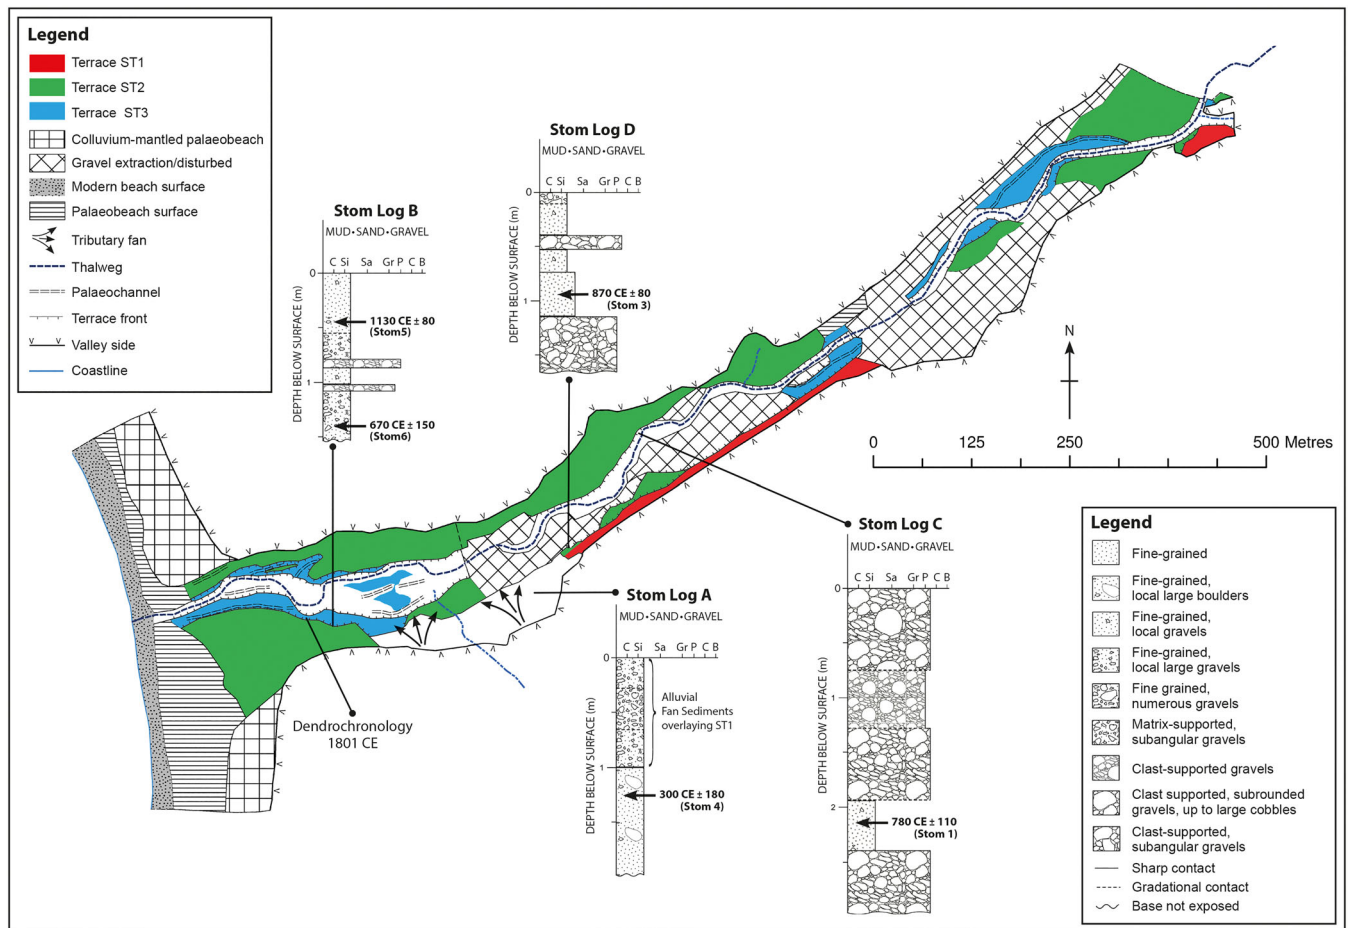 Legend
Terrace ST1
Terrace ST2
Terrace ST3
Colluvium-mantled palaeobeach
Gravel extraction/disturbed
Modern beach surface
Palaeobeach surface
Tributary fan
Thalweg
Palaeochannel
Terrace front
Valley side
Coastline
Stom Log B
MUD•SAND•GRAVEL
C Si Sa Gr P C B
DEPTH BELOW SURFACE (m)
0
1
1130 CE ± 80
(Stom5)
670 CE ± 150
(Stom6)
Stom Log D
MUD•SAND•GRAVEL
C Si Sa Gr P C B
DEPTH BELOW SURFACE (m)
0
1
870 CE ± 80
(Stom 3)
N
0 125 250 500 Metres
Stom Log A
MUD•SAND•GRAVEL
C Si Sa Gr P C B
DEPTH BELOW SURFACE (m)
0
1
Alluvial
Fan Sediments
overlaying ST1
300 CE ± 180
(Stom 4)
Stom Log C
MUD•SAND•GRAVEL
C Si Sa Gr P C B
DEPTH BELOW SURFACE (m)
0
1
2
780 CE ± 110
(Stom 1)
Dendrochronology
1801 CE
Legend
Fine-grained
Fine-grained,
local large boulders
Fine-grained,
local gravels
Fine-grained,
local large gravels
Fine grained,
numerous gravels
Matrix-supported,
subangular gravels
Clast-supported gravels
Clast supported, subrounded
gravels, up to large cobbles
Clast-supported,
subangular gravels
Sharp contact
Gradational contact
Base not exposed